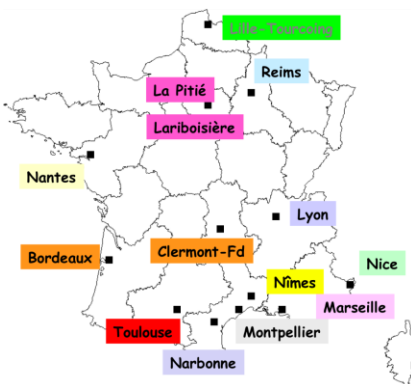 Lille-Tourcoing
Reims
La Pitié
Lariboisière
Nantes
Lyon
Bordeaux
Clermont-Fd
Nice
Nîmes
Marseille
Toulouse
Montpellier
Narbonne